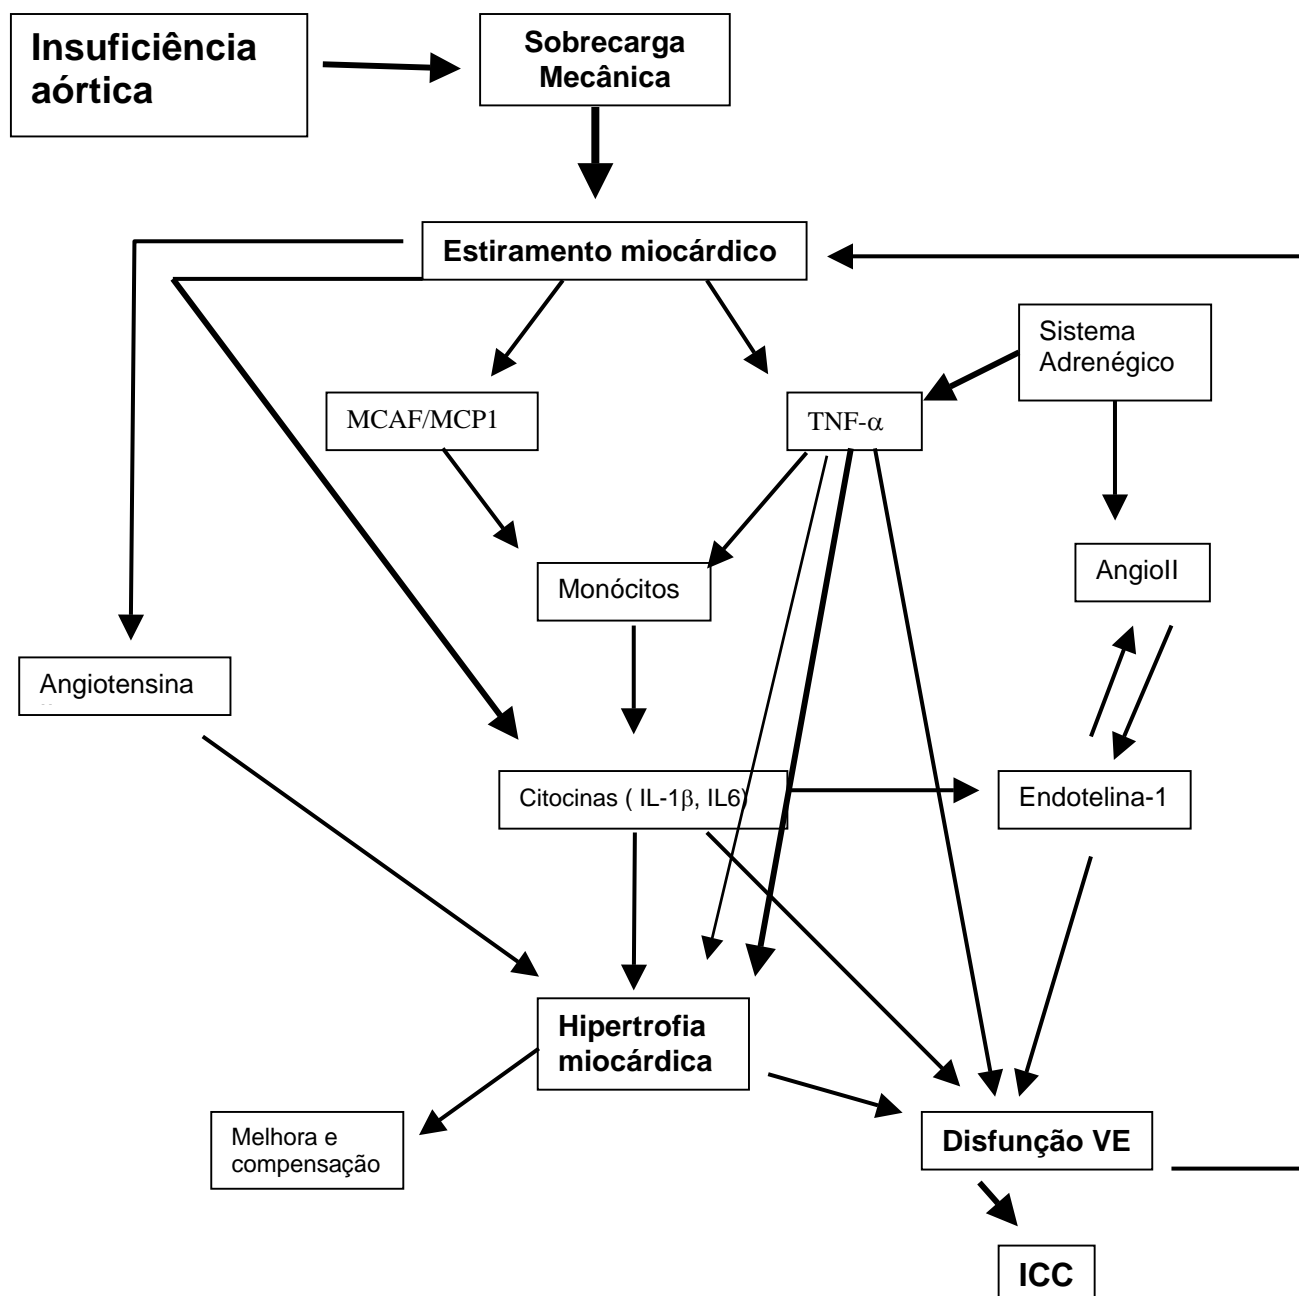 Insuficiência
aórtica
Sobrecarga
Mecânica
Estiramento miocárdico
Sistema
Adrenégico
MCAF/MCP1
TNF-α
Monócitos
AngioII
Angiotensina
Citocinas ( IL-1β, IL6)
Endotelina-1
Hipertrofia
miocárdica
Melhora e
compensação
Disfunção VE
ICC